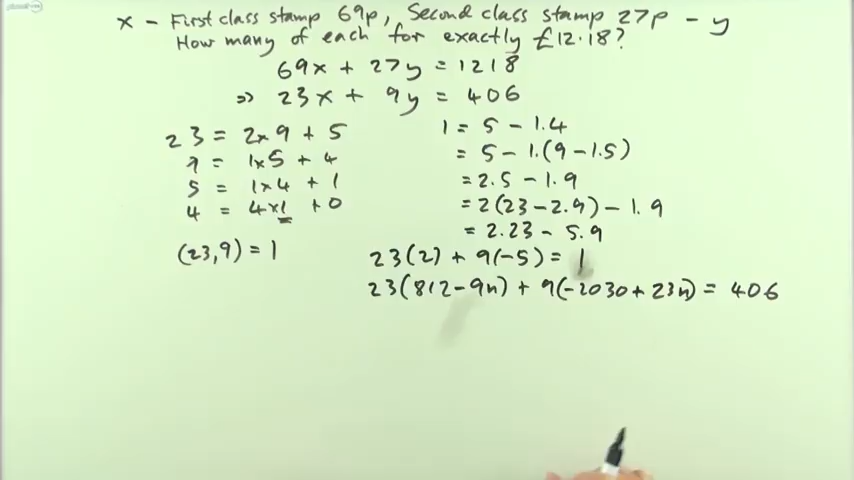 x - First class stamp 69p, Second class stamp 27p - y
How many of each for exactly £12.18?
69x + 27y = 1218
⇒ 23x + 9y = 406
23 = 2×9 + 5
9 = 1×5 + 4
5 = 1×4 + 1
4 = 4×1 + 0
(23,9) = 1
1 = 5 - 1.4
= 5 - 1.(9 - 1.5)
= 2.5 - 1.9
= 2(23 - 2.9) - 1.9
= 2.23 - 5.9
23(2) + 9(-5) = 1
23(812 - 9n) + 9(-2030 + 23n) = 406